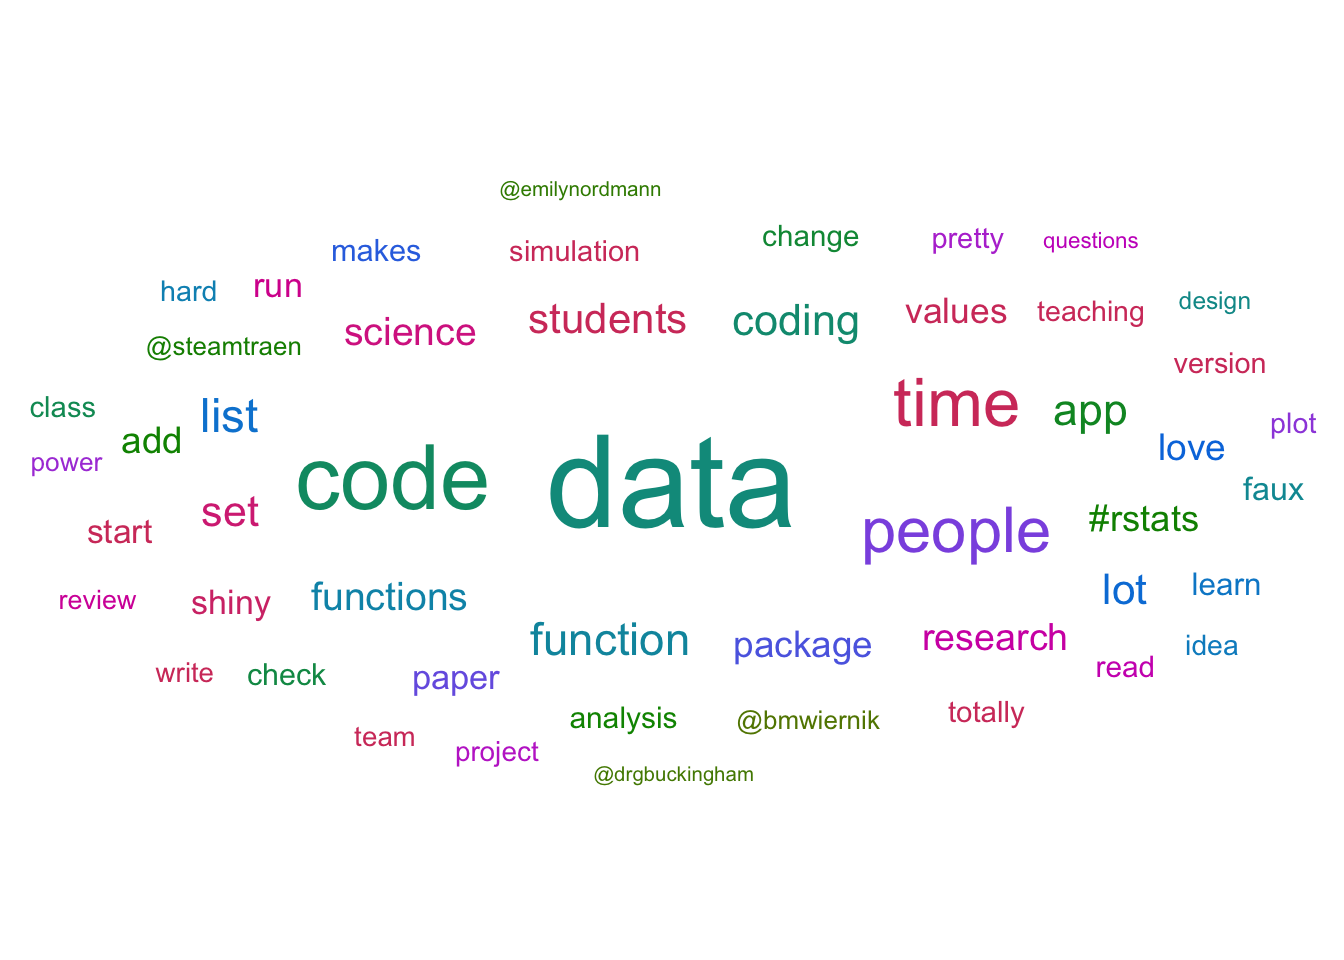 @emilynordmann
change
pretty
questions
makes
simulation
hard
run
design
values
teaching
students
coding
science
@steamtraen
version
class
list
time
app
plot
add
love
power
code
data
faux
set
start
people
#rstats
lot
learn
review
shiny
functions
function
package
research
idea
read
write
check
paper
totally
analysis
@bmwiernik
team
project
@drgbuckingham